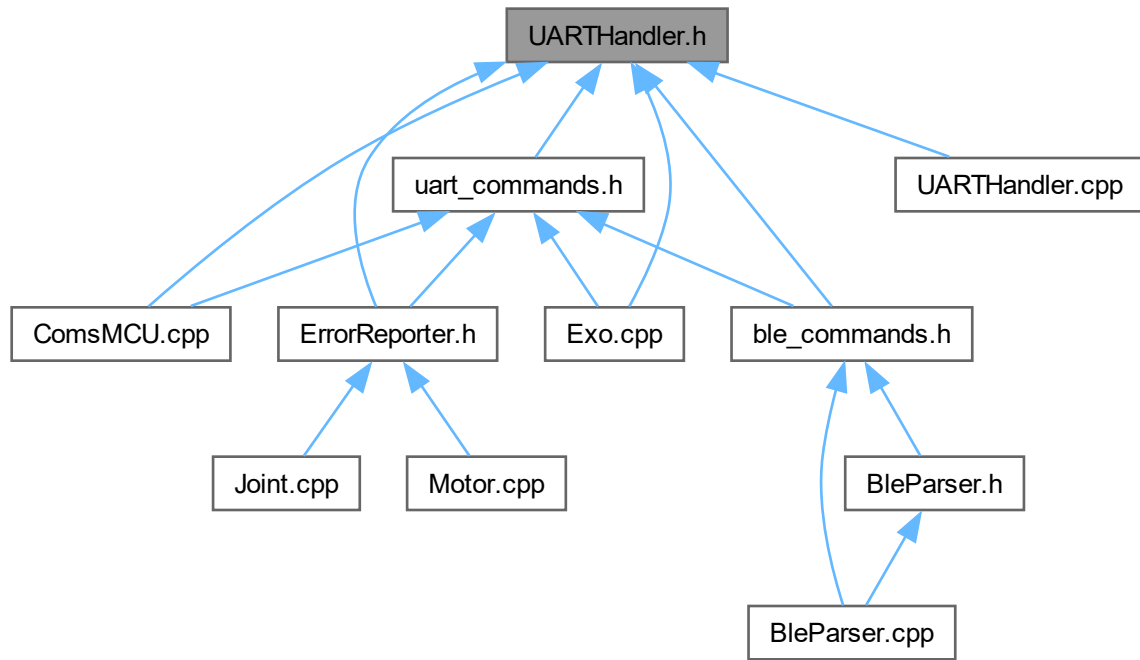 UARTHandler.h
uart_commands.h
UARTHandler.cpp
ComsMCU.cpp
ErrorReporter.h
Exo.cpp
ble_commands.h
Joint.cpp
Motor.cpp
BleParser.h
BleParser.cpp